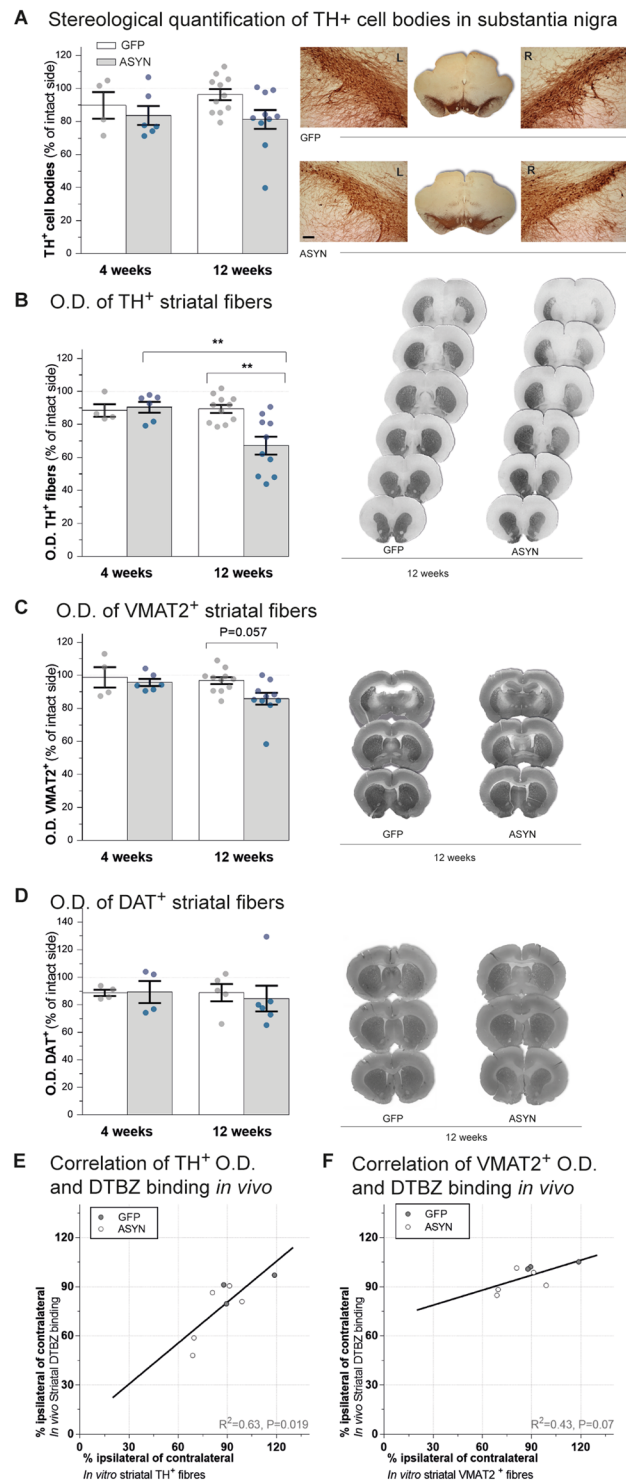 A Stereological quantification of TH+ cell bodies in substantia nigra
GFP
ASYN
TH+ cell bodies (% of intact side)
120
100
80
60
40
20
0
4 weeks 12 weeks
L R
GFP
L R
ASYN
B O.D. of TH+ striatal fibers
**
**
O.D. TH+ fibers (% of intact side)
120
100
80
60
40
20
0
4 weeks 12 weeks
GFP ASYN
12 weeks
C O.D. of VMAT2+ striatal fibers
P=0.057
O.D. VMAT2+ (% of intact side)
120
100
80
60
40
20
0
4 weeks 12 weeks
GFP ASYN
12 weeks
D O.D. of DAT+ striatal fibers
O.D. DAT+ (% of intact side)
140
120
100
80
60
40
20
0
4 weeks 12 weeks
GFP ASYN
12 weeks
E Correlation of TH+ O.D.
and DTBZ binding in vivo
GFP
ASYN
% ipsilateral of contralateral
In vivo Striatal DTBZ binding
120
90
60
30
0
R2=0.63, P=0.019
0 30 60 90 120
% ipsilateral of contralateral
In vitro striatal TH+ fibres
F Correlation of VMAT2+ O.D.
and DTBZ binding in vivo
GFP
ASYN
% ipsilateral of contralateral
In vivo Striatal DTBZ binding
120
90
60
30
0
R2=0.43, P=0.07
0 30 60 90 120
% ipsilateral of contralateral
In vitro striatal VMAT2+ fibres